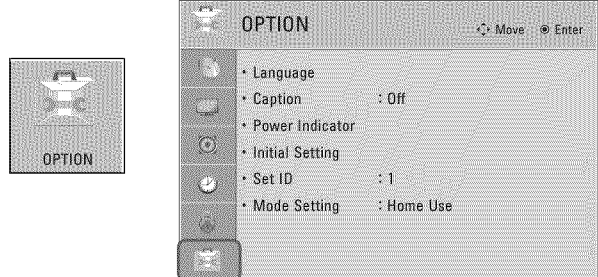 OPTION
OPTION
Move Enter
• Language
• Caption : Off
• Power Indicator
• Initial Setting
• Set ID : 1
• Mode Setting : Home Use